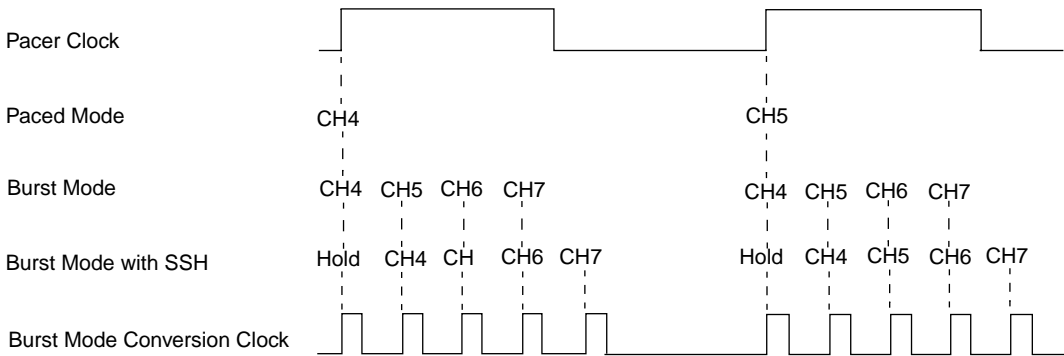 Pacer Clock
Paced Mode CH4 CH5
Burst Mode CH4 CH5 CH6 CH7 CH4 CH5 CH6 CH7
Burst Mode with SSH Hold CH4 CH CH6 CH7 Hold CH4 CH5 CH6 CH7
Burst Mode Conversion Clock